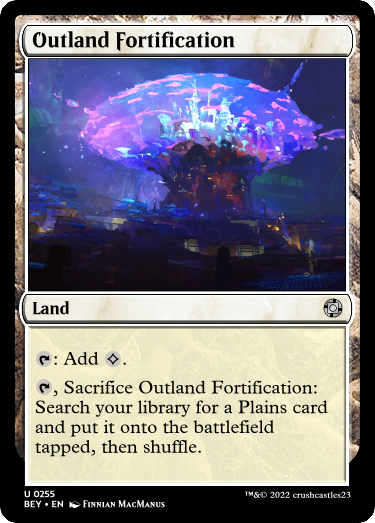 Outland Fortification
Land
: Add .
, Sacrifice Outland Fortification:
Search your library for a Plains card
and put it onto the battlefield
tapped, then shuffle.
U 0255
BEY • EN Finnian MacManus
™&© 2022 crushcastles23